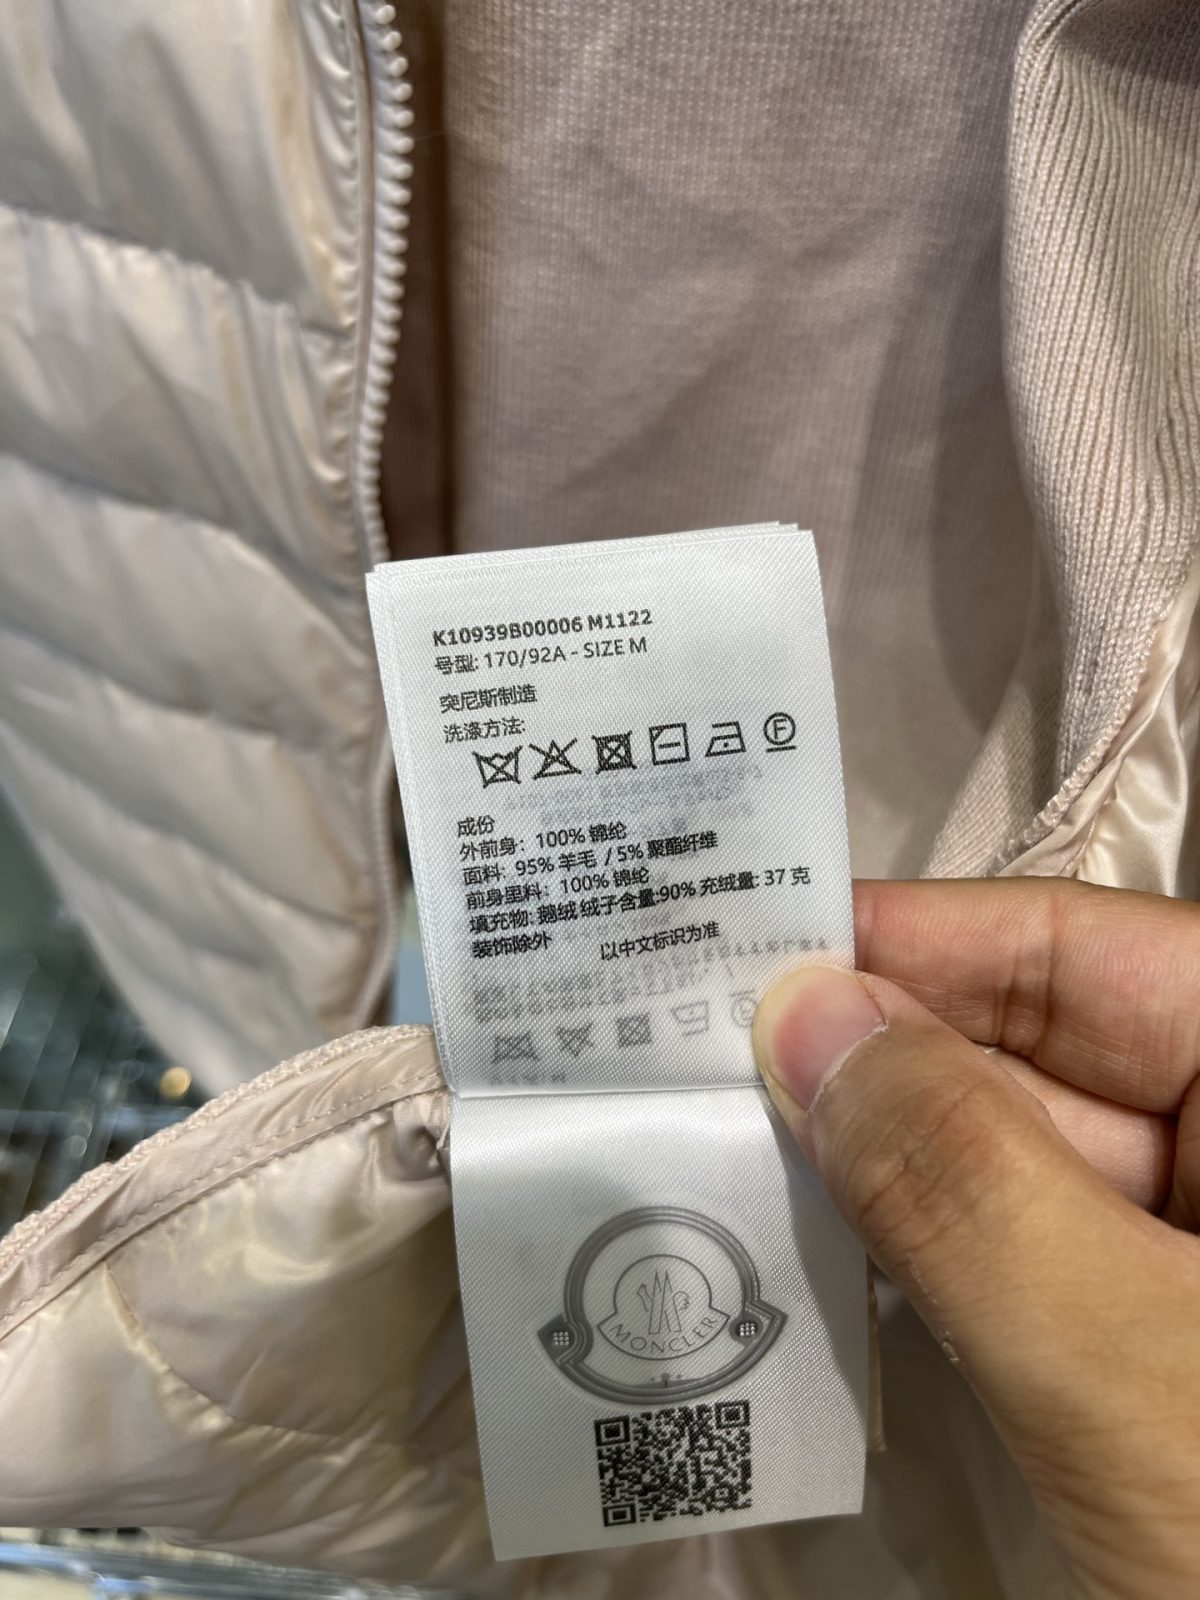 K10939B00006 M1122
号型: 170/92A - SIZE M
突尼斯制造
洗涤方法:
F
成份
外前身: 100% 锦纶
面料: 95% 羊毛 / 5% 聚酯纤维
前身里料: 100% 锦纶
填充物: 鹅绒 绒子含量:90% 充绒量: 37 克
装饰除外 以中文标识为准
MONCLER